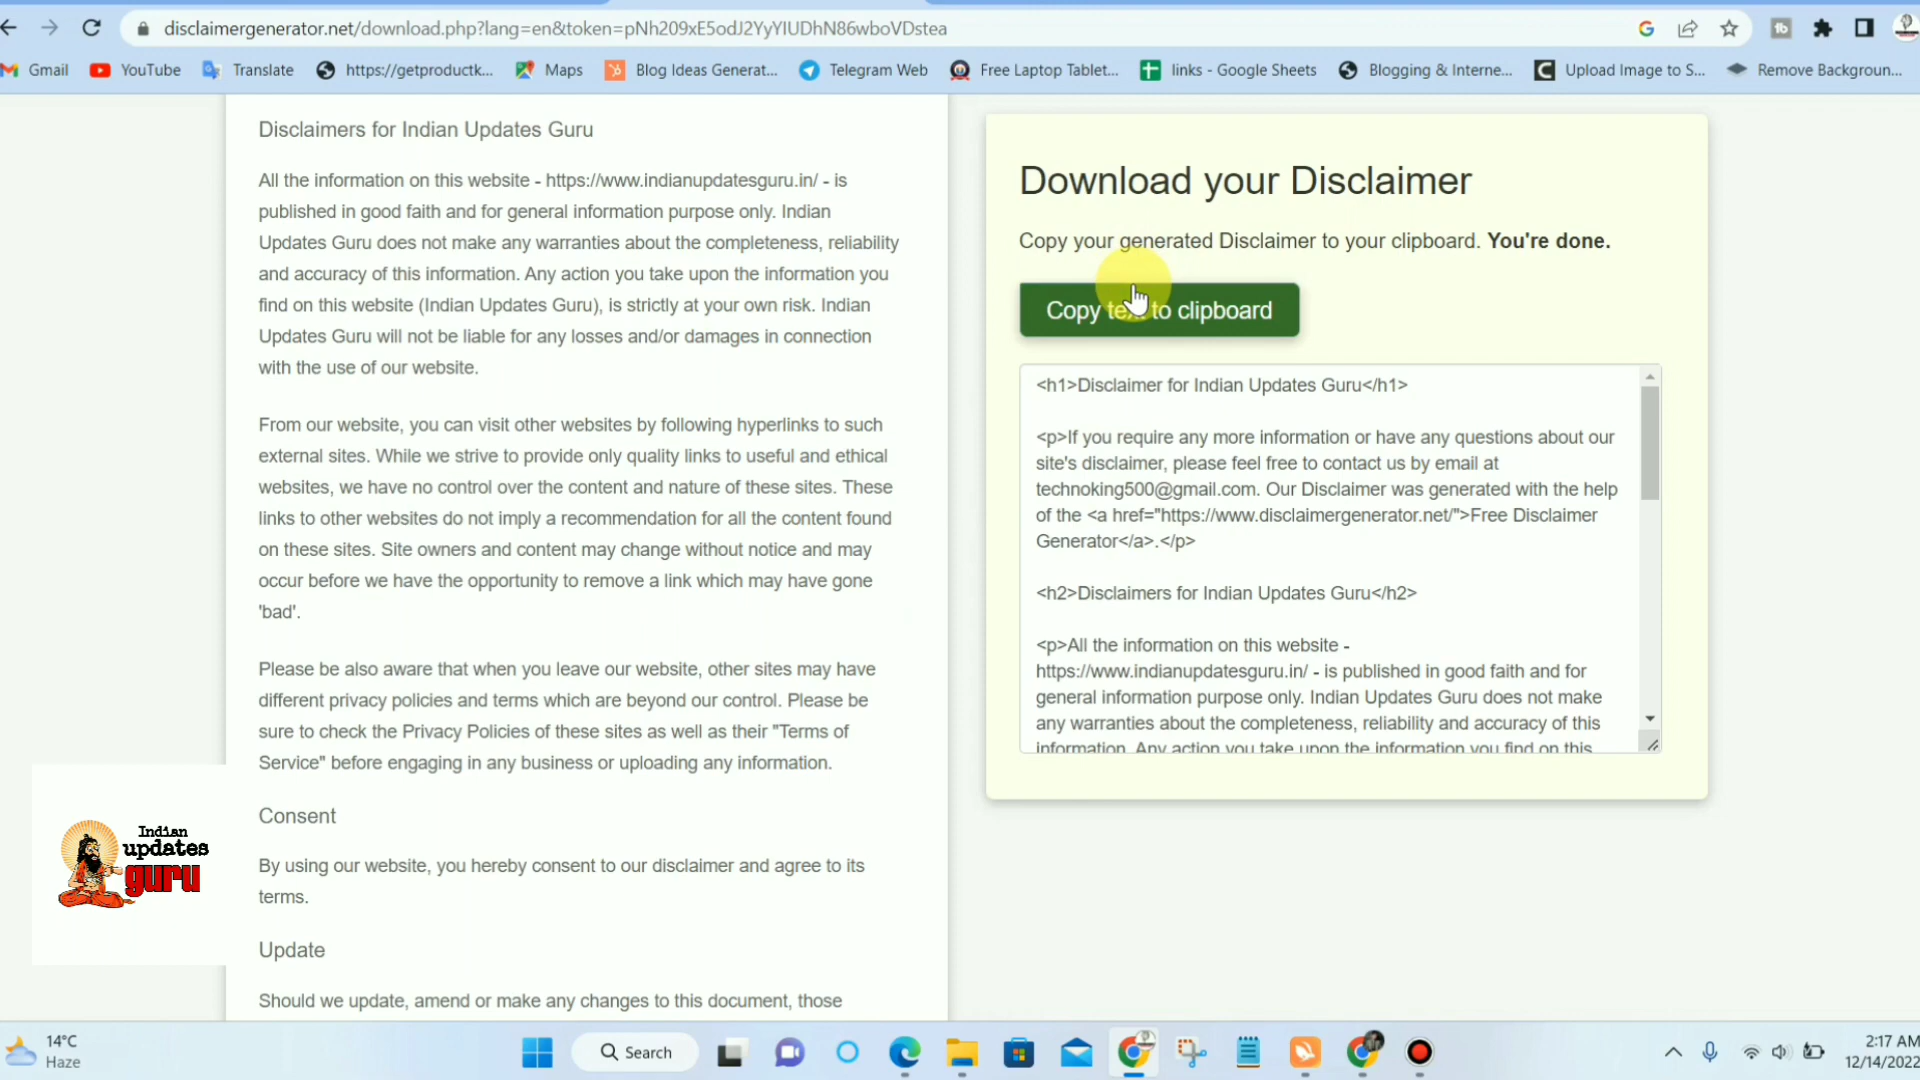 disclaimergenerator.net/download.php?lang=en&token=pNh209xE5odJ2YyYlUDhN86wboVDstea
Gmail
YouTube
Translate
https://getproductk...
Maps
Blog Ideas Generat...
Telegram Web
Free Laptop Tablet...
links - Google Sheets
Blogging & Interne...
Upload Image to S...
Remove Backgroun...
Disclaimers for Indian Updates Guru
All the information on this website - https://www.indianupdatesguru.in/ - is
published in good faith and for general information purpose only. Indian
Updates Guru does not make any warranties about the completeness, reliability
and accuracy of this information. Any action you take upon the information you
find on this website (Indian Updates Guru), is strictly at your own risk. Indian
Updates Guru will not be liable for any losses and/or damages in connection
with the use of our website.
From our website, you can visit other websites by following hyperlinks to such
external sites. While we strive to provide only quality links to useful and ethical
websites, we have no control over the content and nature of these sites. These
links to other websites do not imply a recommendation for all the content found
on these sites. Site owners and content may change without notice and may
occur before we have the opportunity to remove a link which may have gone
'bad'.
Please be also aware that when you leave our website, other sites may have
different privacy policies and terms which are beyond our control. Please be
sure to check the Privacy Policies of these sites as well as their "Terms of
Service" before engaging in any business or uploading any information.
Consent
By using our website, you hereby consent to our disclaimer and agree to its
terms.
Update
Should we update, amend or make any changes to this document, those
Indian
updates
guru
Download your Disclaimer
Copy your generated Disclaimer to your clipboard. You're done.
Copy text to clipboard
<h1>Disclaimer for Indian Updates Guru</h1>
<p>If you require any more information or have any questions about our
site's disclaimer, please feel free to contact us by email at
technoking500@gmail.com. Our Disclaimer was generated with the help
of the <a href="https://www.disclaimergenerator.net/">Free Disclaimer
Generator</a>.</p>
<h2>Disclaimers for Indian Updates Guru</h2>
<p>All the information on this website -
https://www.indianupdatesguru.in/ - is published in good faith and for
general information purpose only. Indian Updates Guru does not make
any warranties about the completeness, reliability and accuracy of this
information. Any action you take upon the information you find on this
14°C
Haze
Search
2:17 AM
12/14/2022